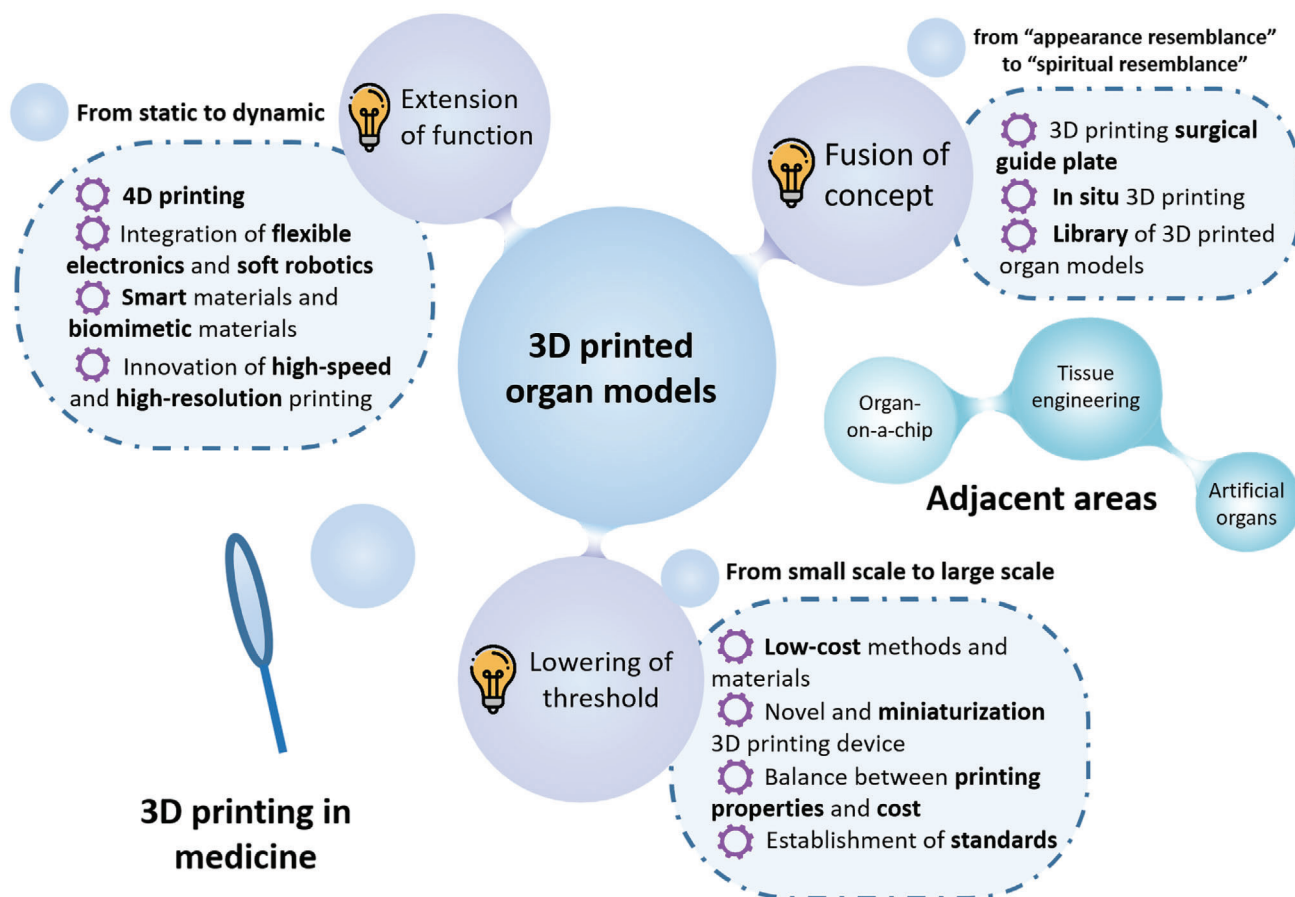 From static to dynamic
Extension
of function
4D printing
Integration of flexible
electronics and soft robotics
Smart materials and
biomimetic materials
Innovation of high-speed
and high-resolution printing
from “appearance resemblance”
to “spiritual resemblance”
Fusion of
concept
3D printing surgical
guide plate
In situ 3D printing
Library of 3D printed
organ models
3D printed
organ models
Organ-
on-a-chip
Tissue
engineering
Artificial
organs
Adjacent areas
From small scale to large scale
Lowering of
threshold
Low-cost methods and
materials
Novel and miniaturization
3D printing device
Balance between printing
properties and cost
Establishment of standards
3D printing in
medicine